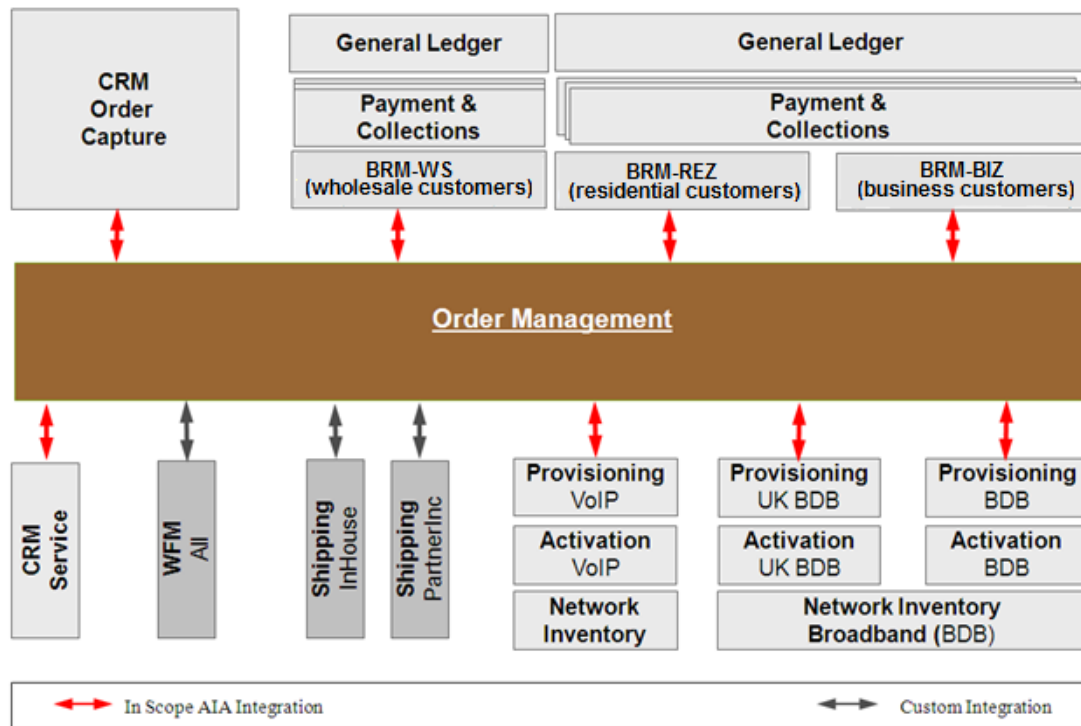 CRM
Order
Capture
General Ledger
General Ledger
Payment &
Collections
Payment &
Collections
BRM-WS
(wholesale customers)
BRM-REZ
(residential customers)
BRM-BIZ
(business customers)
Order Management
CRM
Service
WFM
All
Shipping
InHouse
Shipping
PartnerInc
Provisioning
VoIP
Provisioning
UK BDB
Provisioning
BDB
Activation
VoIP
Activation
UK BDB
Activation
BDB
Network
Inventory
Network Inventory
Broadband (BDB)
In Scope AIA Integration
Custom Integration